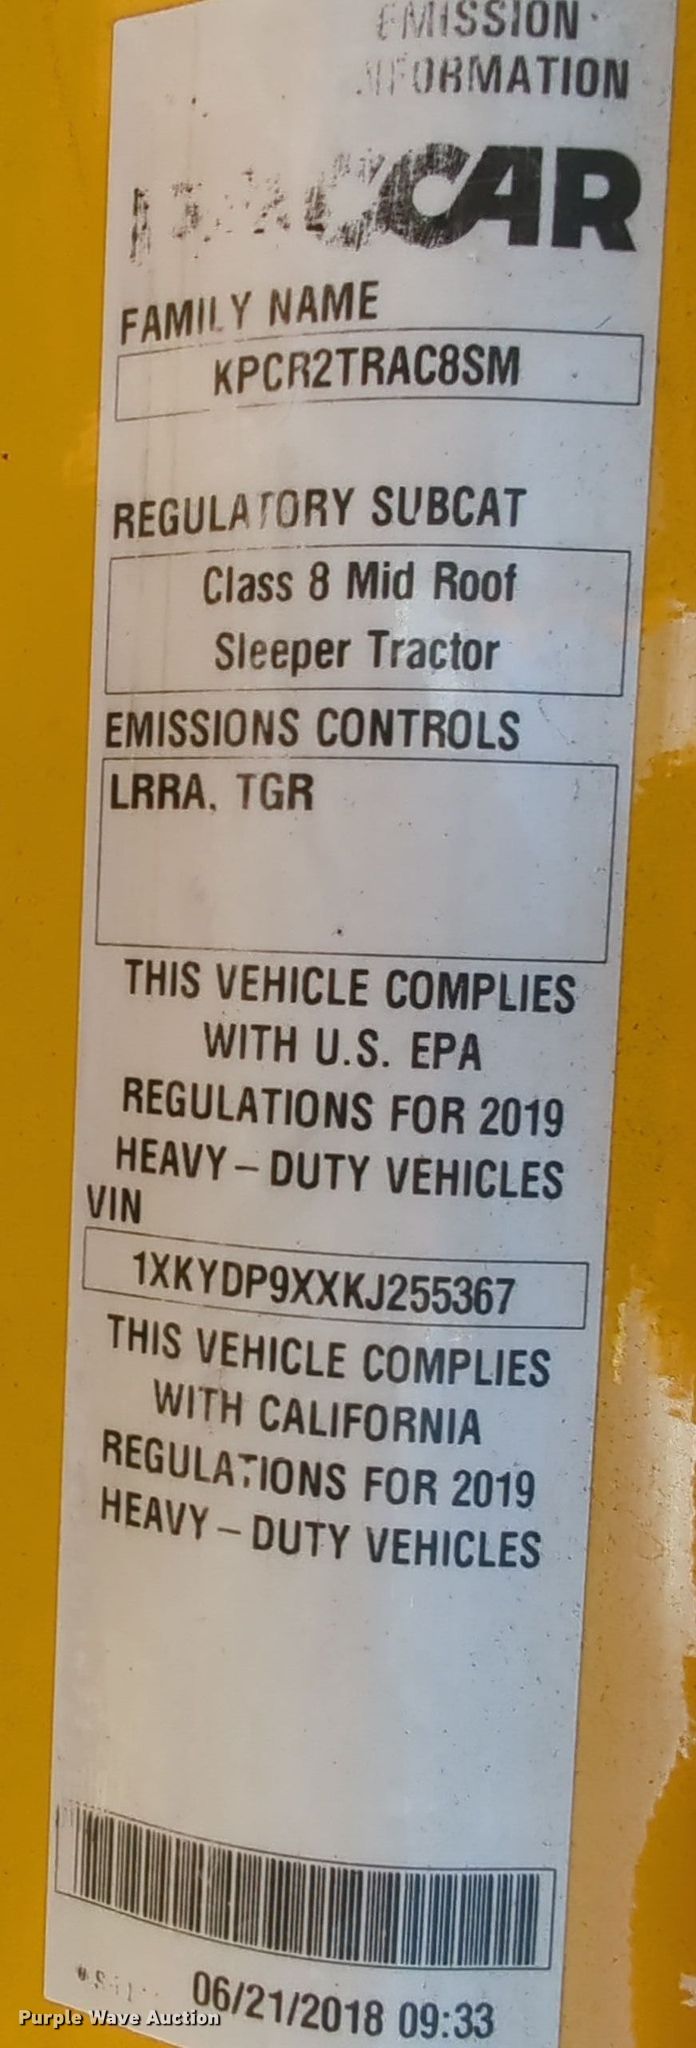 EMISSION
INFORMATION
PACCAR
FAMILY NAME
KPCR2TRAC8SM
REGULATORY SUBCAT
Class 8 Mid Roof
Sleeper Tractor
EMISSIONS CONTROLS
LRRA, TGR
THIS VEHICLE COMPLIES
WITH U.S. EPA
REGULATIONS FOR 2019
HEAVY-DUTY VEHICLES
VIN
1XKYDP9XXKJ255367
THIS VEHICLE COMPLIES
WITH CALIFORNIA
REGULATIONS FOR 2019
HEAVY-DUTY VEHICLES
06/21/2018 09:33
Purple Wave Auction